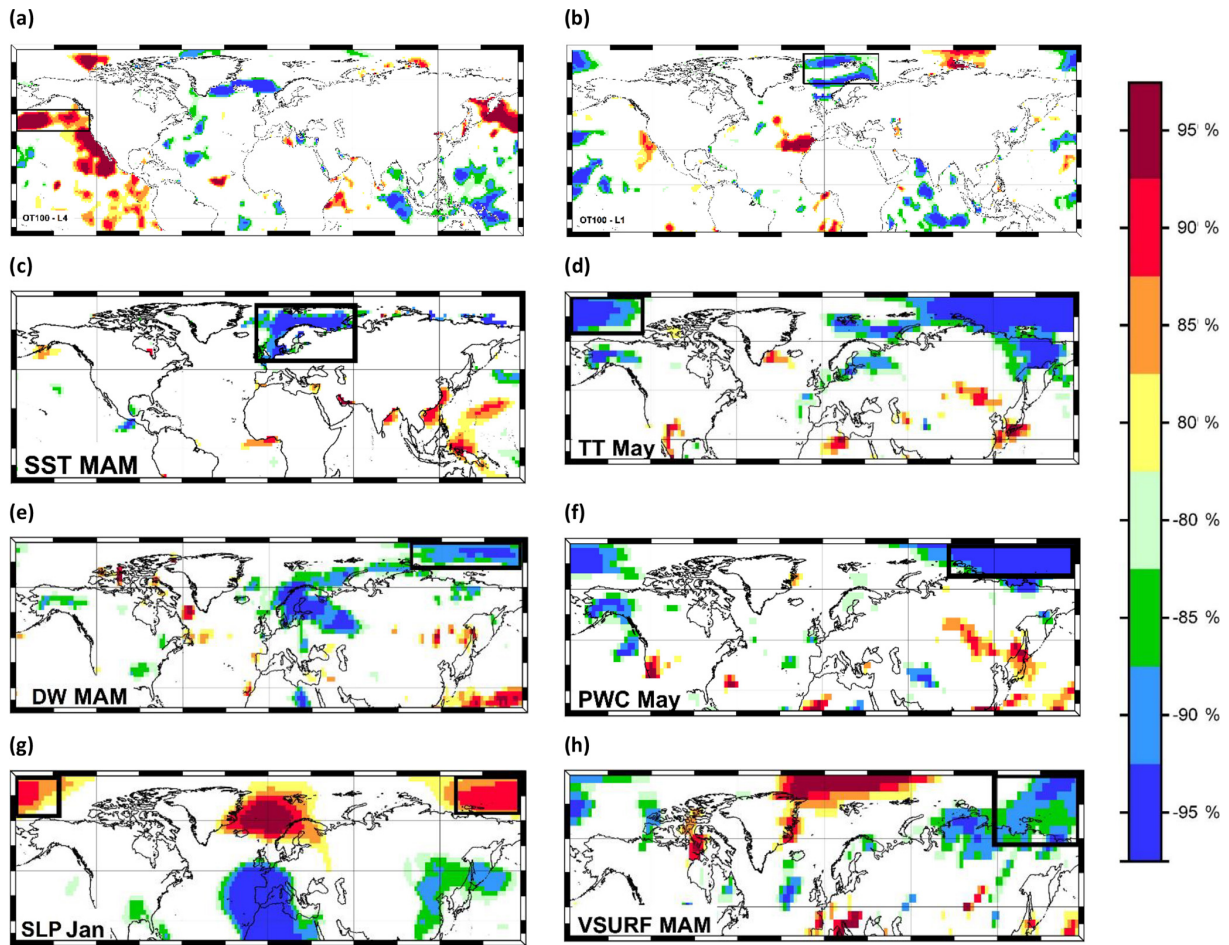 (a)
(b)
OT100 - L4
OT100 - L1
95 %
90 %
85 %
80 %
-80 %
-85 %
-90 %
-95 %
(c)
(d)
SST MAM
TT May
(e)
(f)
DW MAM
PWC May
(g)
(h)
SLP Jan
VSURF MAM